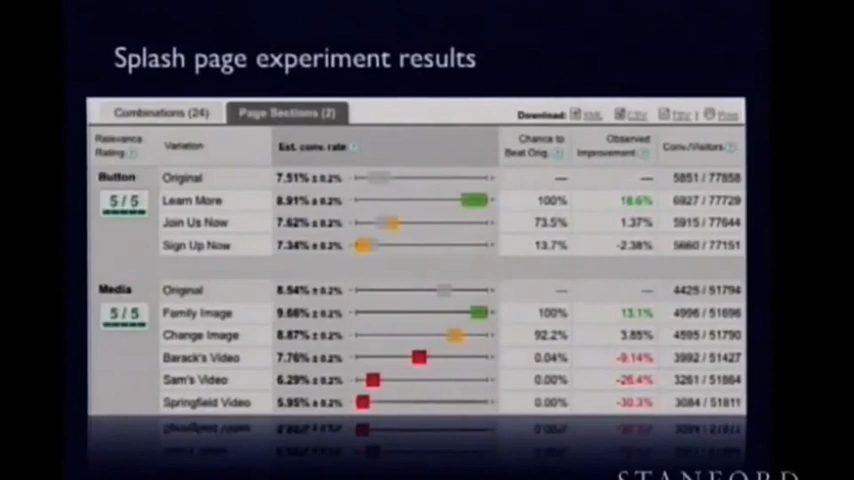 Splash page experiment results
Combinations (24) Page Sections (2) Download: XML CSV TSV | Print
Relevance Rating Variation Est. conv. rate Chance to Beat Orig. Observed Improvement Conv./Visitors
Button Original 7.51% ± 0.2% — — 5851 / 77858
5 / 5 Learn More 8.91% ± 0.2% 100% 18.6% 6927 / 77729
Join Us Now 7.62% ± 0.2% 73.5% 1.37% 5915 / 77644
Sign Up Now 7.34% ± 0.2% 13.7% -2.38% 5660 / 77151
Media Original 8.54% ± 0.2% — — 4425 / 51794
5 / 5 Family Image 9.66% ± 0.2% 100% 13.1% 4996 / 51696
Change Image 8.87% ± 0.2% 92.2% 3.85% 4595 / 51790
Barack's Video 7.76% ± 0.2% 0.04% -9.14% 3992 / 51427
Sam's Video 6.29% ± 0.2% 0.00% -26.4% 3261 / 51864
Springfield Video 5.95% ± 0.2% 0.00% -30.3% 3084 / 51811
STANFORD